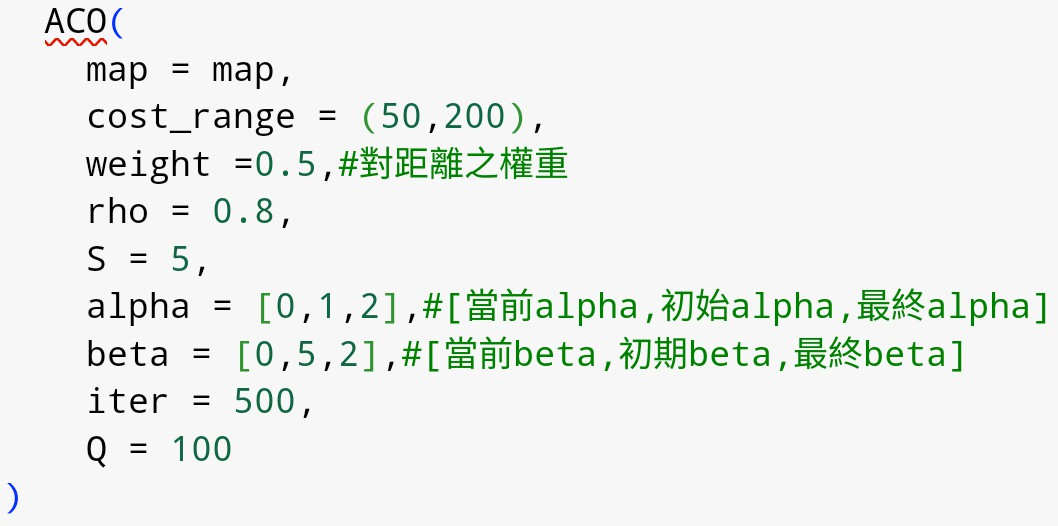 ACO(
map = map,
cost_range = (50,200),
weight =0.5,#對距離之權重
rho = 0.8,
S = 5,
alpha = [0,1,2],#[當前alpha,初始alpha,最終alpha]
beta = [0,5,2],#[當前beta,初期beta,最終beta]
iter = 500,
Q = 100
)